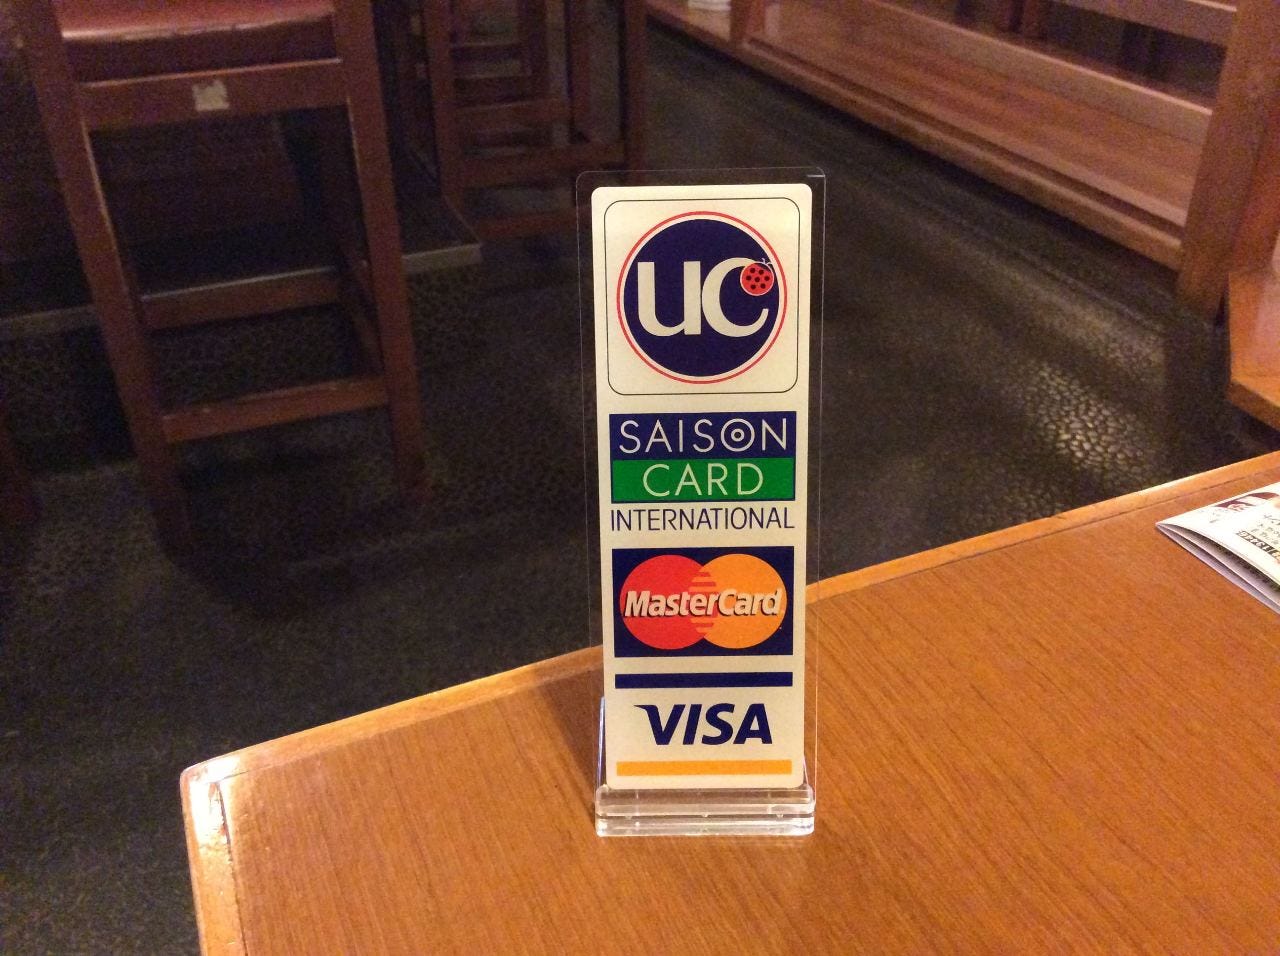 UC
SAISON
CARD
INTERNATIONAL
MasterCard
VISA